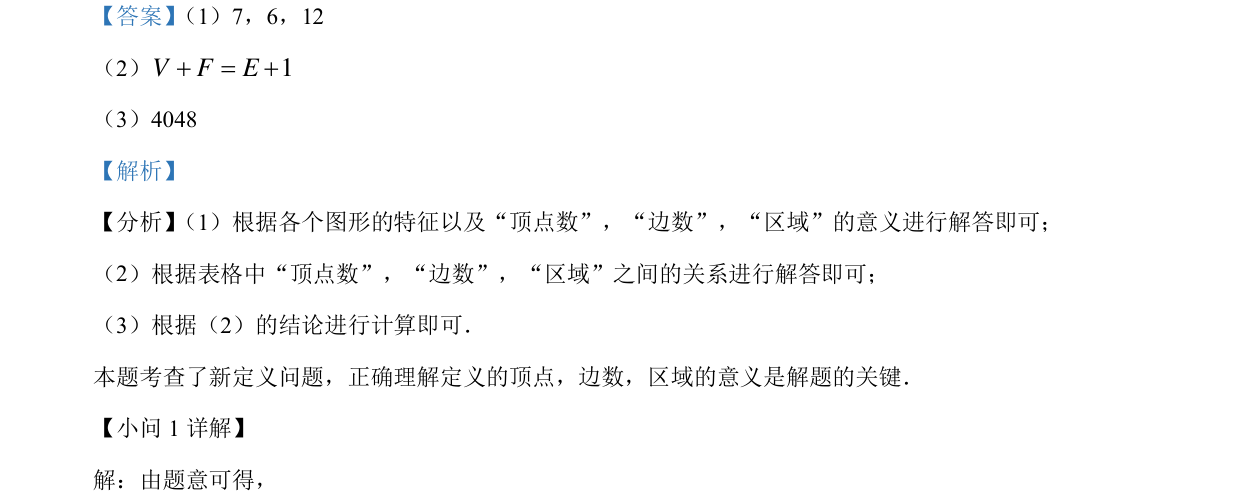 【答案】（1）7，6，12
（2）V + F = E +1
（3）4048
【解析】
【分析】（1）根据各个图形的特征以及“顶点数”，“边数”，“区域”的意义进行解答即可；
（2）根据表格中“顶点数”，“边数”，“区域”之间的关系进行解答即可；
（3）根据（2）的结论进行计算即可．
本题考查了新定义问题，正确理解定义的顶点，边数，区域的意义是解题的关键．
【小问 1 详解】
解：由题意可得，